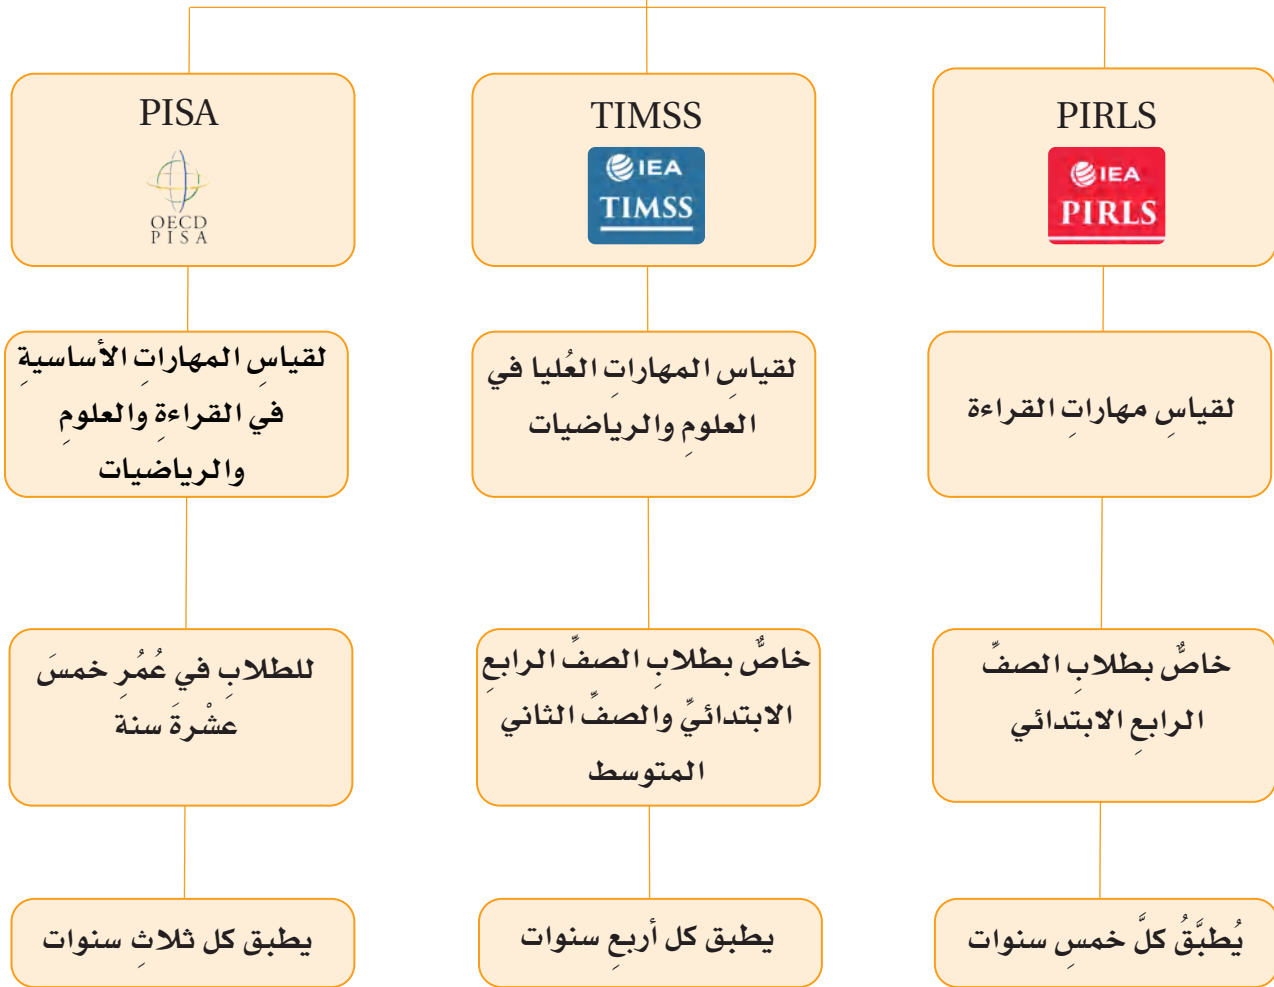 PIRLS
IEA
PIRLS
لقياسِ مهاراتِ القراءة
خاصٌّ بطلابِ الصفِّ
الرابعِ الابتدائي
يُطبَّقُ كلَّ خمسِ سنوات
TIMSS
IEA
TIMSS
لقياسِ المهاراتِ العُليا في
العلومِ والرياضيات
خاصٌّ بطلابِ الصفِّ الرابعِ
الابتدائيِّ والصفِّ الثاني
المتوسط
يطبق كل أربعِ سنوات
PISA
OECD
PISA
لقياسِ المهاراتِ الأساسيةِ
في القراءةِ والعلومِ
والرياضيات
للطلابِ في عُمُرِ خمسَ
عشْرةَ سنة
يطبق كل ثلاثِ سنوات